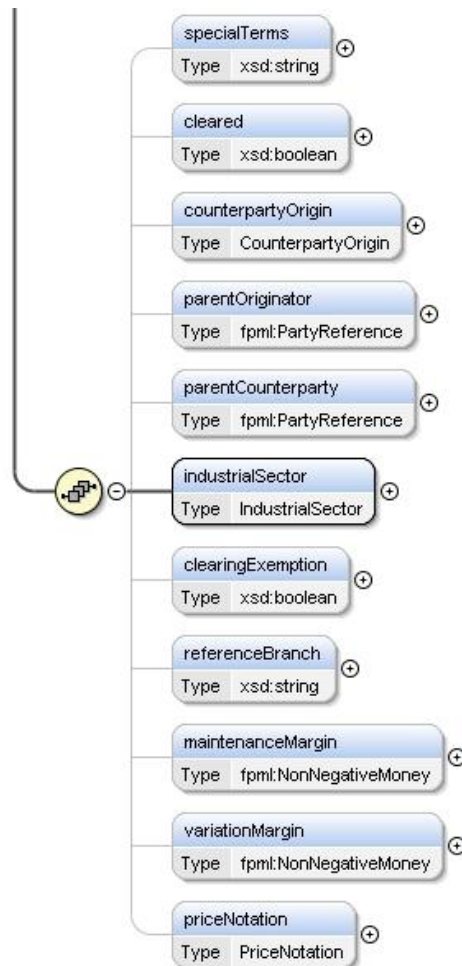 specialTerms
Type xsd:string
cleared
Type xsd:boolean
counterpartyOrigin
Type CounterpartyOrigin
parentOriginator
Type fpml:PartyReference
parentCounterparty
Type fpml:PartyReference
industrialSector
Type IndustrialSector
clearingExemption
Type xsd:boolean
referenceBranch
Type xsd:string
maintenanceMargin
Type fpml:NonNegativeMoney
variationMargin
Type fpml:NonNegativeMoney
priceNotation
Type PriceNotation